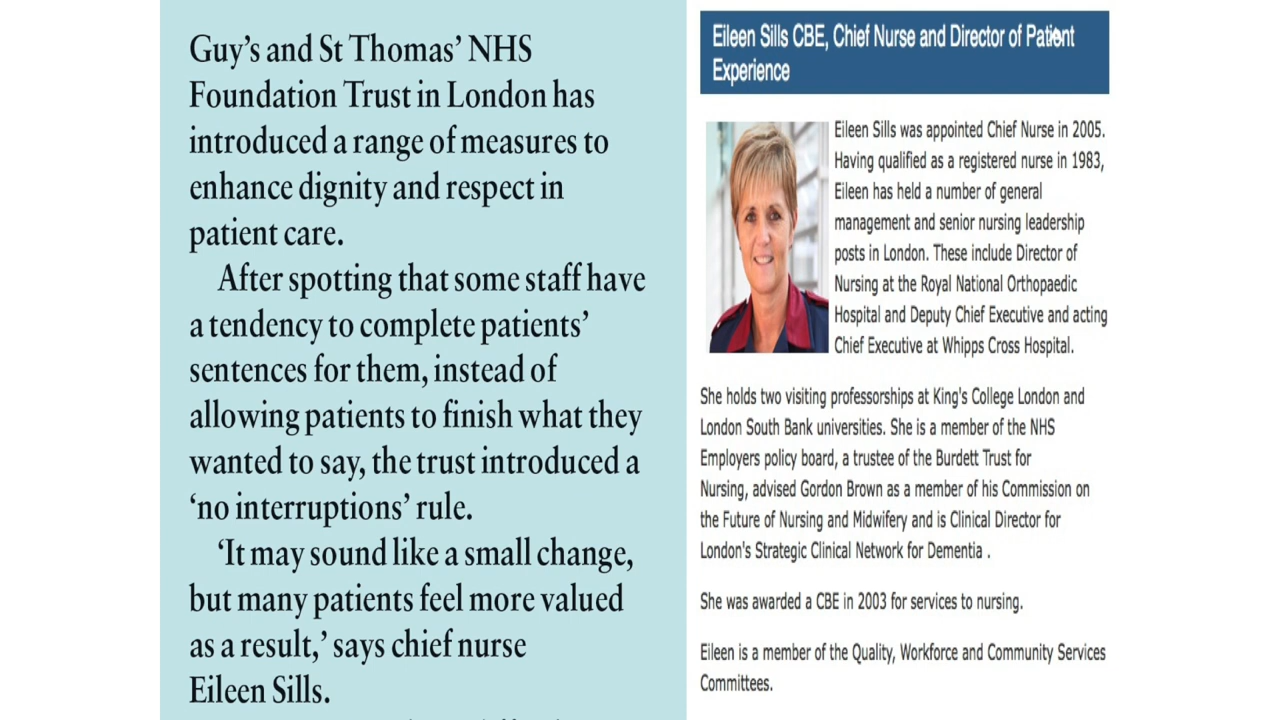 Guy’s and St Thomas’ NHS
Foundation Trust in London has
introduced a range of measures to
enhance dignity and respect in
patient care.
After spotting that some staff have
a tendency to complete patients’
sentences for them, instead of
allowing patients to finish what they
wanted to say, the trust introduced a
‘no interruptions’ rule.
‘It may sound like a small change,
but many patients feel more valued
as a result,’ says chief nurse
Eileen Sills.
Eileen Sills CBE, Chief Nurse and Director of Patient
Experience
Eileen Sills was appointed Chief Nurse in 2005.
Having qualified as a registered nurse in 1983,
Eileen has held a number of general
management and senior nursing leadership
posts in London. These include Director of
Nursing at the Royal National Orthopaedic
Hospital and Deputy Chief Executive and acting
Chief Executive at Whipps Cross Hospital.
She holds two visiting professorships at King's College London and
London South Bank universities. She is a member of the NHS
Employers policy board, a trustee of the Burdett Trust for
Nursing, advised Gordon Brown as a member of his Commission on
the Future of Nursing and Midwifery and is Clinical Director for
London's Strategic Clinical Network for Dementia .
She was awarded a CBE in 2003 for services to nursing.
Eileen is a member of the Quality, Workforce and Community Services
Committees.